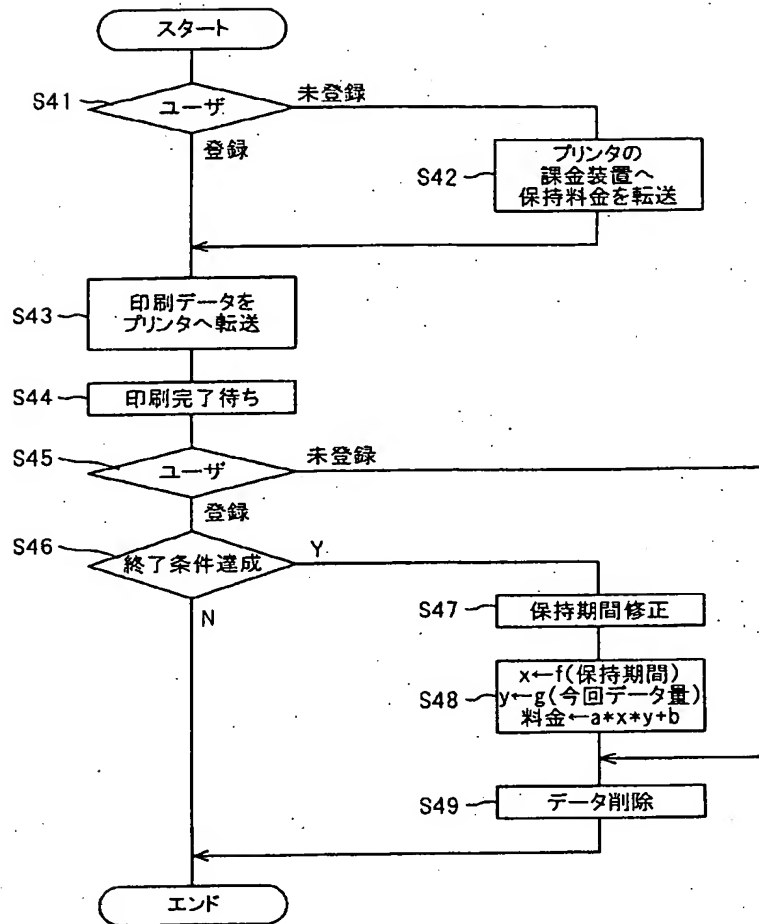 スタート
S41
ユーザ
未登録
登録
S42
プリンタの
課金装置へ
保持料金を転送
S43
印刷データを
プリンタへ転送
S44
印刷完了待ち
S45
ユーザ
未登録
登録
S46
終了条件達成
Y
N
S47
保持期間修正
S48
x←f(保持期間)
y←g(今回データ量)
料金←a*x*y+b
S49
データ削除
エンド